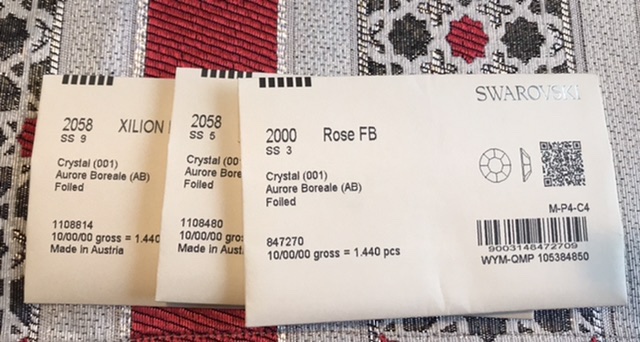 2058 XILION
SS 9
Crystal (001)
Aurore Boreale (AB)
Foiled
1108814
10/00/00 gross = 1.440
Made in Austria
2058
SS 5
Crystal (00
Aurore Bore
Foiled
1108480
10/00/00 gro
Made in Aust
SWAROVSKI
2000 Rose FB
SS 3
Crystal (001)
Aurore Boreale (AB)
Foiled
847270
10/00/00 gross = 1.440 pcs
M-P4-C4
9003148472709
WYM-QMP 105384850